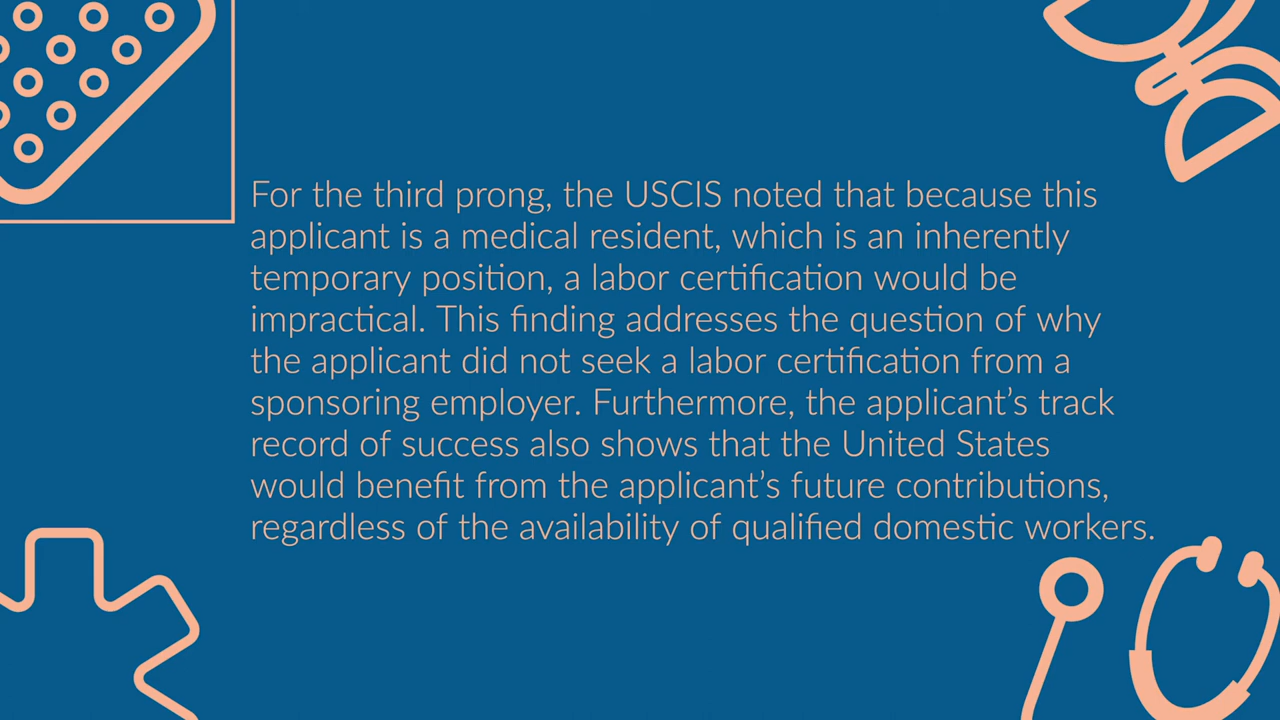 For the third prong, the USCIS noted that because this
applicant is a medical resident, which is an inherently
temporary position, a labor certification would be
impractical. This finding addresses the question of why
the applicant did not seek a labor certification from a
sponsoring employer. Furthermore, the applicant’s track
record of success also shows that the United States
would benefit from the applicant’s future contributions,
regardless of the availability of qualified domestic workers.